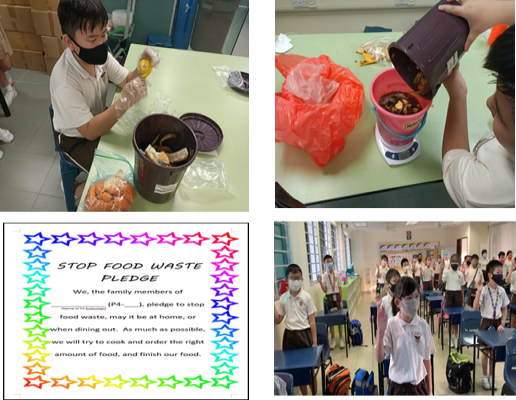 STOP FOOD WASTE
PLEDGE
We, the family members of
____________ (P4-____), pledge to stop
food waste, may it be at home, or
when dining out. As much as possible,
we will try to cook and order the right
amount of food, and finish our food.